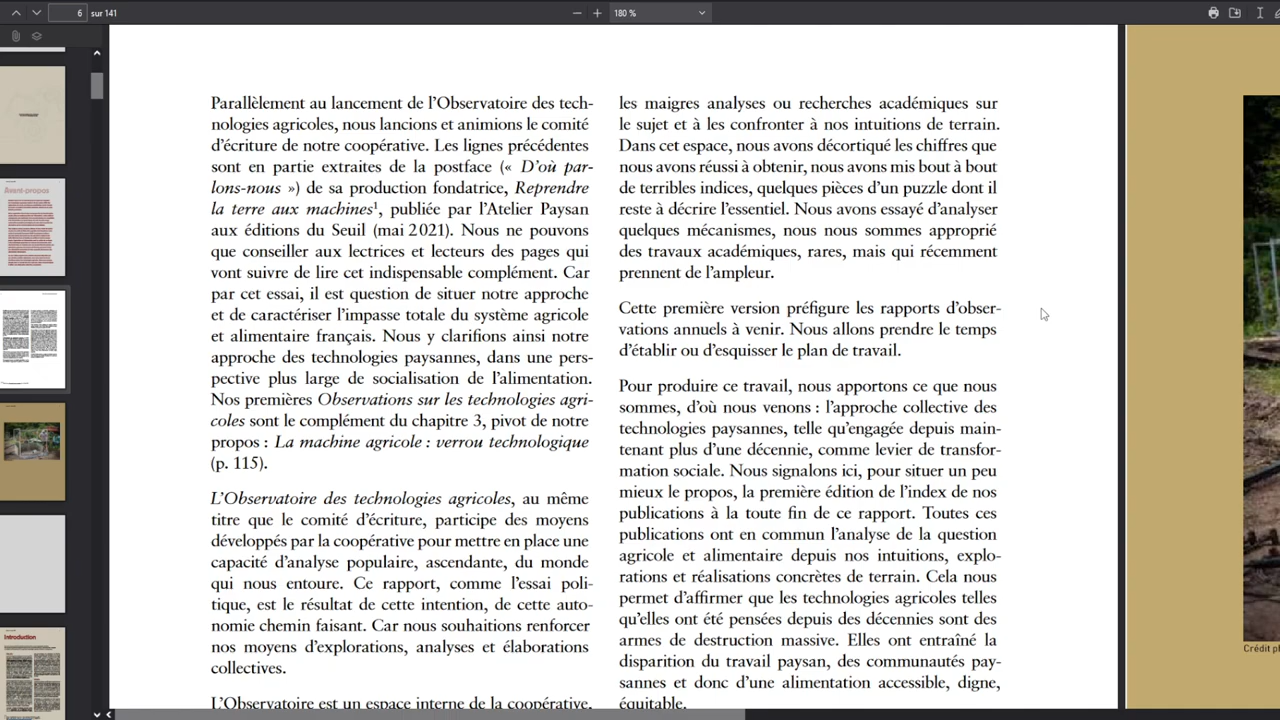 6 sur 141
180 %
Avant-propos
Introduction
Parallèlement au lancement de l’Observatoire des tech-
nologies agricoles, nous lancions et animions le comité
d’écriture de notre coopérative. Les lignes précédentes
sont en partie extraites de la postface (« D’où par-
lons-nous ») de sa production fondatrice, Reprendre
la terre aux machines¹, publiée par l’Atelier Paysan
aux éditions du Seuil (mai 2021). Nous ne pouvons
que conseiller aux lectrices et lecteurs des pages qui
vont suivre de lire cet indispensable complément. Car
par cet essai, il est question de situer notre approche
et de caractériser l’impasse totale du système agricole
et alimentaire français. Nous y clarifions ainsi notre
approche des technologies paysannes, dans une pers-
pective plus large de socialisation de l’alimentation.
Nos premières Observations sur les technologies agri-
coles sont le complément du chapitre 3, pivot de notre
propos : La machine agricole : verrou technologique
(p. 115).
L’Observatoire des technologies agricoles, au même
titre que le comité d’écriture, participe des moyens
développés par la coopérative pour mettre en place une
capacité d’analyse populaire, ascendante, du monde
qui nous entoure. Ce rapport, comme l’essai poli-
tique, est le résultat de cette intention, de cette auto-
nomie chemin faisant. Car nous souhaitions renforcer
nos moyens d’explorations, analyses et élaborations
collectives.
L’Observatoire est un espace interne de la coopérative,
les maigres analyses ou recherches académiques sur
le sujet et à les confronter à nos intuitions de terrain.
Dans cet espace, nous avons décortiqué les chiffres que
nous avons réussi à obtenir, nous avons mis bout à bout
de terribles indices, quelques pièces d’un puzzle dont il
reste à décrire l’essentiel. Nous avons essayé d’analyser
quelques mécanismes, nous nous sommes approprié
des travaux académiques, rares, mais qui récemment
prennent de l’ampleur.
Cette première version préfigure les rapports d’obser-
vations annuels à venir. Nous allons prendre le temps
d’établir ou d’esquisser le plan de travail.
Pour produire ce travail, nous apportons ce que nous
sommes, d’où nous venons : l’approche collective des
technologies paysannes, telle qu’engagée depuis main-
tenant plus d’une décennie, comme levier de transfor-
mation sociale. Nous signalons ici, pour situer un peu
mieux le propos, la première édition de l’index de nos
publications à la toute fin de ce rapport. Toutes ces
publications ont en commun l’analyse de la question
agricole et alimentaire depuis nos intuitions, explo-
rations et réalisations concrètes de terrain. Cela nous
permet d’affirmer que les technologies agricoles telles
qu’elles ont été pensées depuis des décennies sont des
armes de destruction massive. Elles ont entraîné la
disparition du travail paysan, des communautés pay-
sannes et donc d’une alimentation accessible, digne,
équitable.
Crédit ph